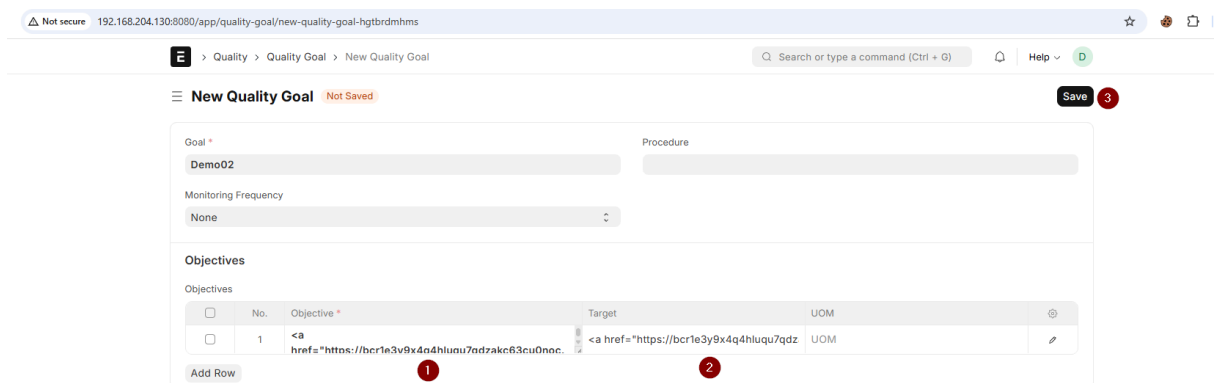 Not secure 192.168.204.130:8080/app/quality-goal/new-quality-goal-hgtbrdmhms
E > Quality > Quality Goal > New Quality Goal Search or type a command (Ctrl + G) Help D
New Quality Goal Not Saved Save 3
Goal * Procedure
Demo02
Monitoring Frequency
None
Objectives
Objectives
No. Objective * Target UOM
1 <a <a href="https://bcr1e3y9x4q4hluqu7qdz UOM
href="https://bcr1e3y9x4q4hluqu7qdzakc63cu0noc.
Add Row 1 2